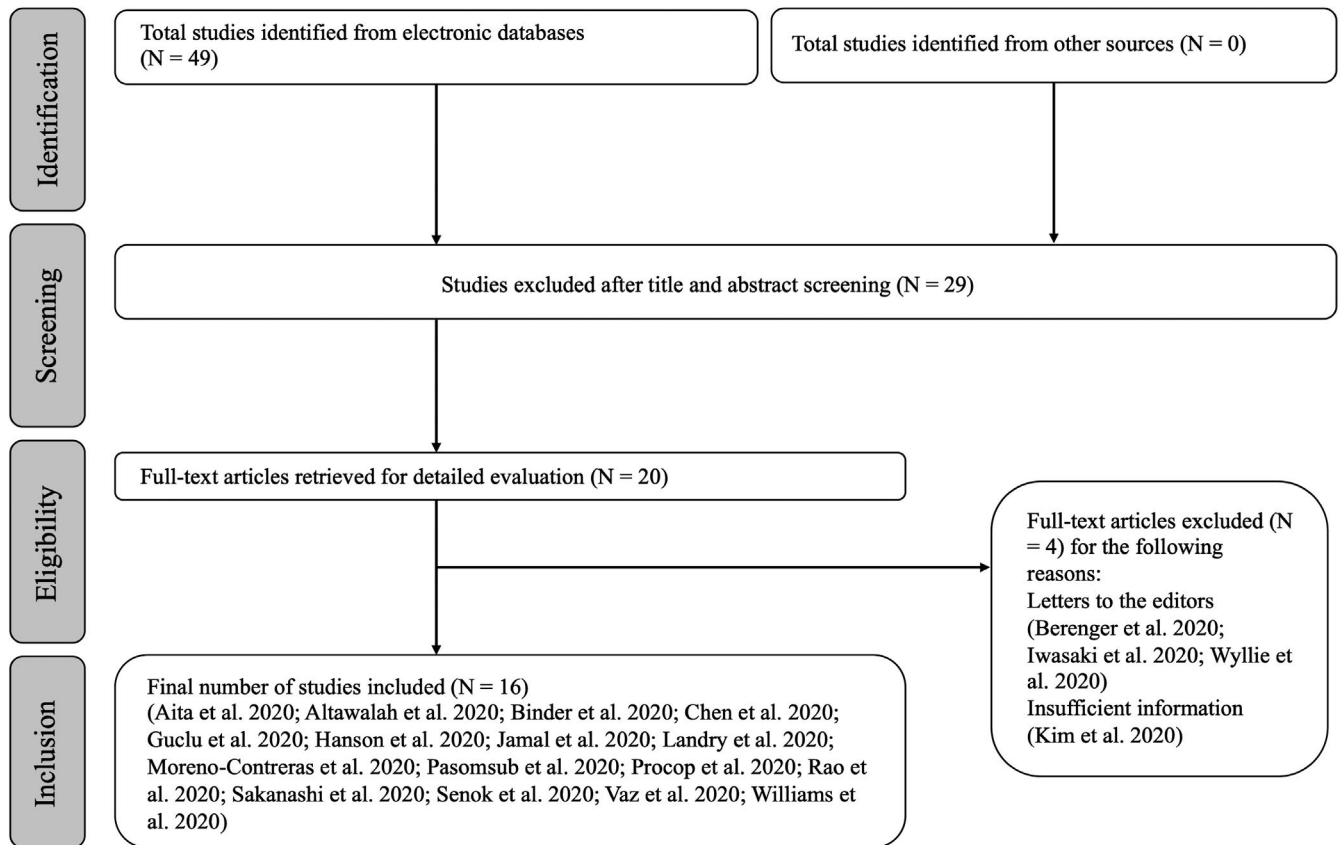 Identification
Total studies identified from electronic databases
(N = 49)
Total studies identified from other sources (N = 0)
Screening
Studies excluded after title and abstract screening (N = 29)
Eligibility
Full-text articles retrieved for detailed evaluation (N = 20)
Full-text articles excluded (N
= 4) for the following
reasons:
Letters to the editors
(Berenger et al. 2020;
Iwasaki et al. 2020; Wyllie et
al. 2020)
Insufficient information
(Kim et al. 2020)
Inclusion
Final number of studies included (N = 16)
(Aita et al. 2020; Altawalah et al. 2020; Binder et al. 2020; Chen et al. 2020;
Guclu et al. 2020; Hanson et al. 2020; Jamal et al. 2020; Landry et al. 2020;
Moreno-Contreras et al. 2020; Pasomsub et al. 2020; Procop et al. 2020; Rao et
al. 2020; Sakanashi et al. 2020; Senok et al. 2020; Vaz et al. 2020; Williams et
al. 2020)